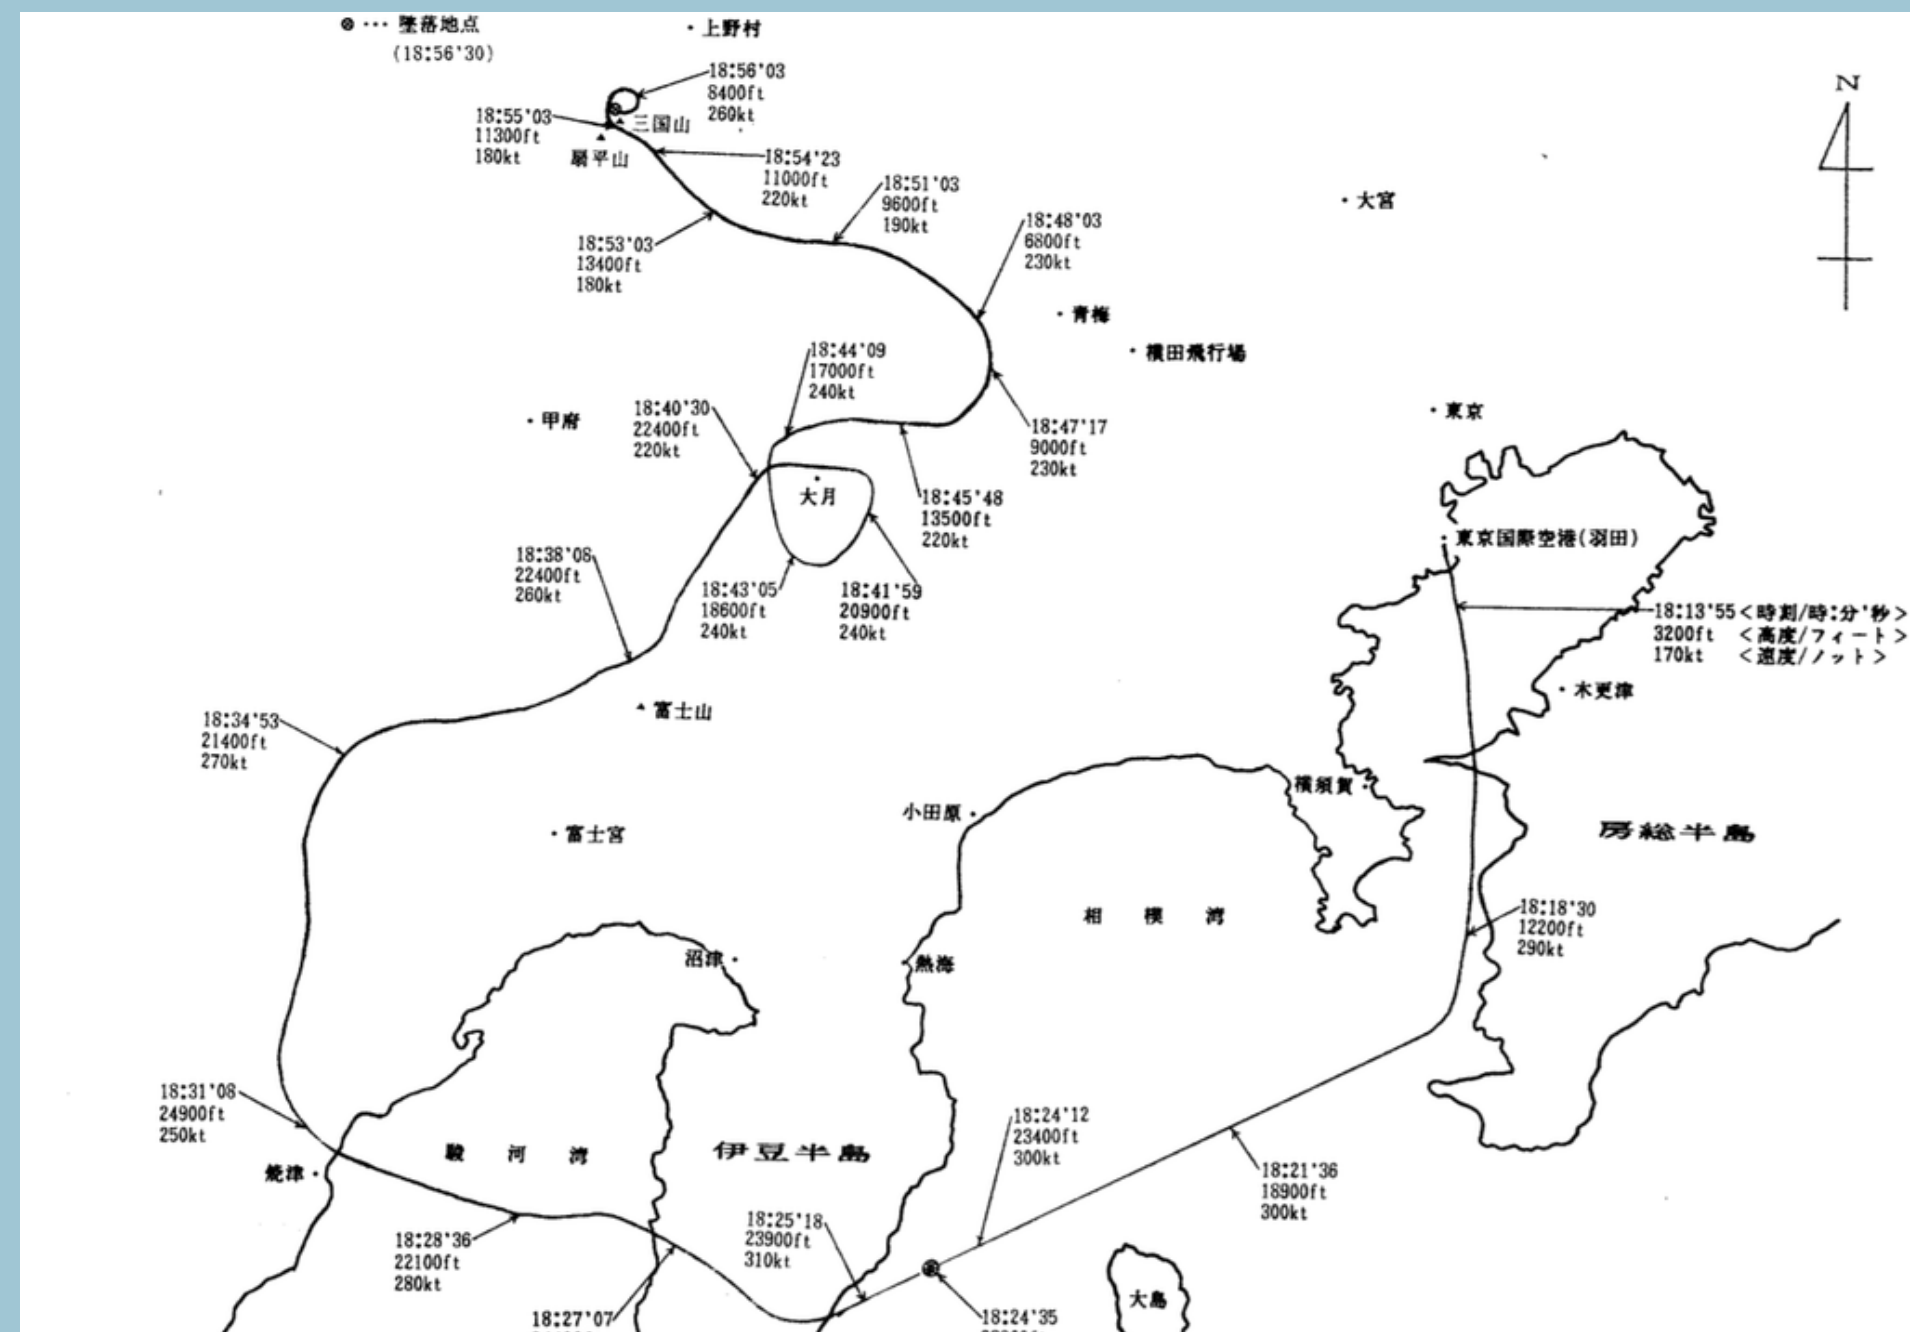 ⊗ … 墜落地点
(18:56'30)
・上野村
18:56'03
8400ft
260kt
18:55'03
11300ft
180kt
三国山
扇平山
18:54'23
11000ft
220kt
18:51'03
9600ft
190kt
18:53'03
13400ft
180kt
18:48'03
6800ft
230kt
N
・大宮
・青梅
・横田飛行場
18:44'09
17000ft
240kt
18:40'30
22400ft
220kt
・甲府
18:47'17
9000ft
230kt
・東京
大月
18:45'48
13500ft
220kt
東京国際空港(羽田)
18:38'08
22400ft
260kt
18:43'05
18600ft
240kt
18:41'59
20900ft
240kt
18:13'55<時刻/時:分'秒>
3200ft <高度/フィート>
170kt <速度/ノット>
・木更津
富士山
18:34'53
21400ft
270kt
横須賀・
小田原・
・富士宮
房総半島
相模湾
18:18'30
12200ft
290kt
沼津・
熱海
18:31'08
24900ft
250kt
18:24'12
23400ft
300kt
駿河湾
伊豆半島
焼津・
18:21'36
18900ft
300kt
18:25'18
23900ft
310kt
18:28'36
22100ft
280kt
大島
18:27'07
18:24'35